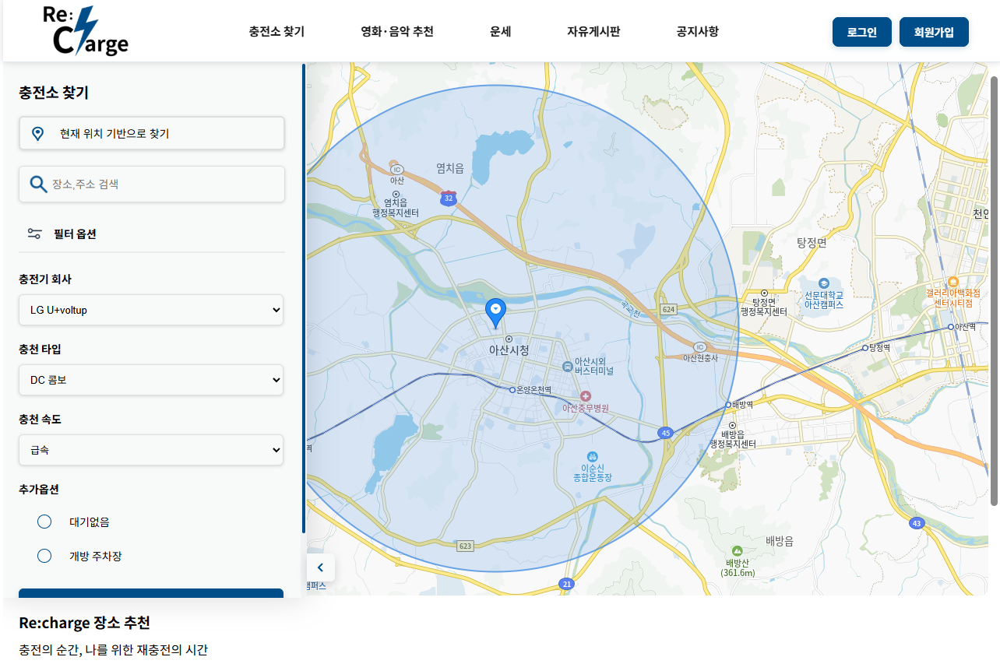 Re:
Charge
충전소 찾기
영화·음악 추천
운세
자유게시판
공지사항
로그인
회원가입
충전소 찾기
현재 위치 기반으로 찾기
장소,주소 검색
필터 옵션
충전기 회사
LG U+voltup
충천 타입
DC 콤보
충천 속도
급속
추가옵션
대기없음
개방 주차장
염치읍
IC
아산
염치읍
행정복지센터
32
탕정면
천안
탕정면
행정복지센터
선문대학교
아산캠퍼스
갤러리아백화점
센터시티점
곡교천
624
아산시청
IC
아산현충사
아산역
탕정역
아산시외
버스터미널
온양온천역
아산충무병원
배방역
45
배방읍
행정복지센터
역
이순신
종합운동장
43
623
배방읍
배방산
(361.6m)
21
캠퍼스
Re:charge 장소 추천
충전의 순간, 나를 위한 재충전의 시간